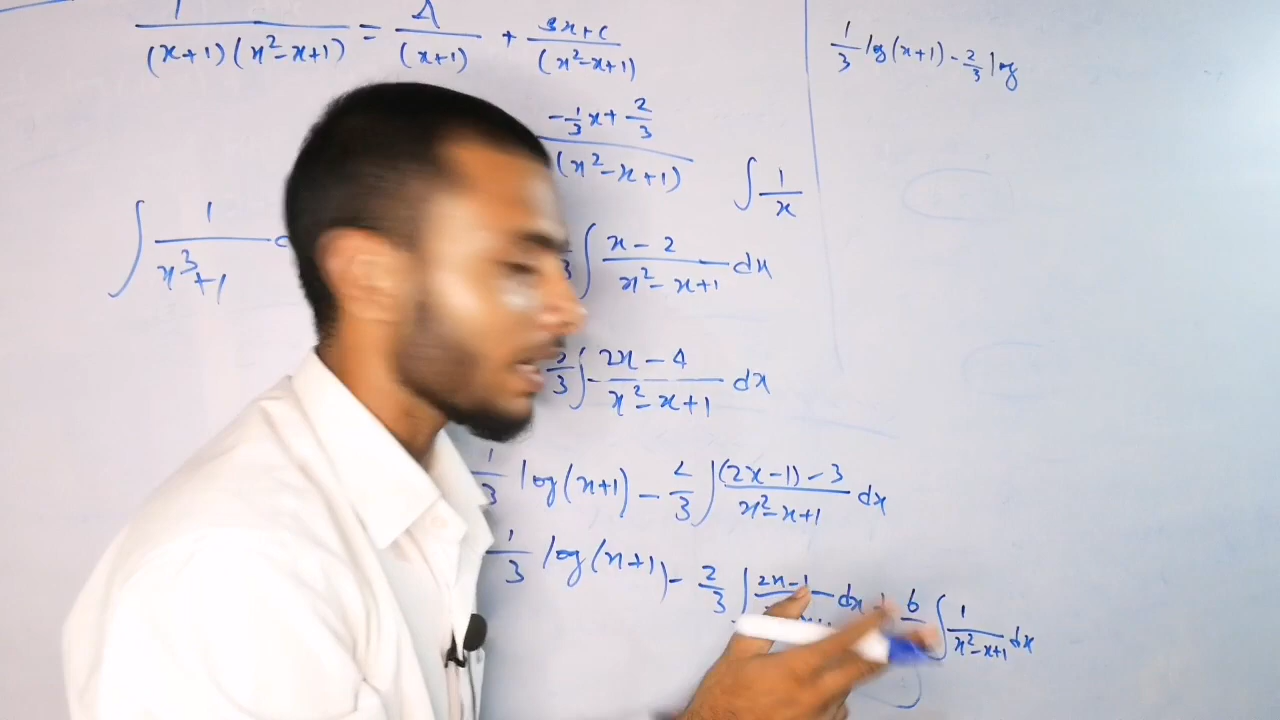 1/((x+1)(x²-x+1)) = A/(x+1) + Bx+C/(x²-x+1)
-1/3 x + 2/3 / (x²-x+1)
∫ 1/x
∫ 1/(x³+1)
3 ∫ x-2/(x²-x+1) dx
2/3 ∫ 2x-4/(x²-x+1) dx
1/3 log(x+1) - 2/3 ∫ (2x-1)-3/(x²-x+1) dx
1/3 log(x+1) - 2/3 ∫ 2x-1 dx + 6 ∫ 1/(x²-x+1) dx
1/3 log(x+1) - 2/3 log